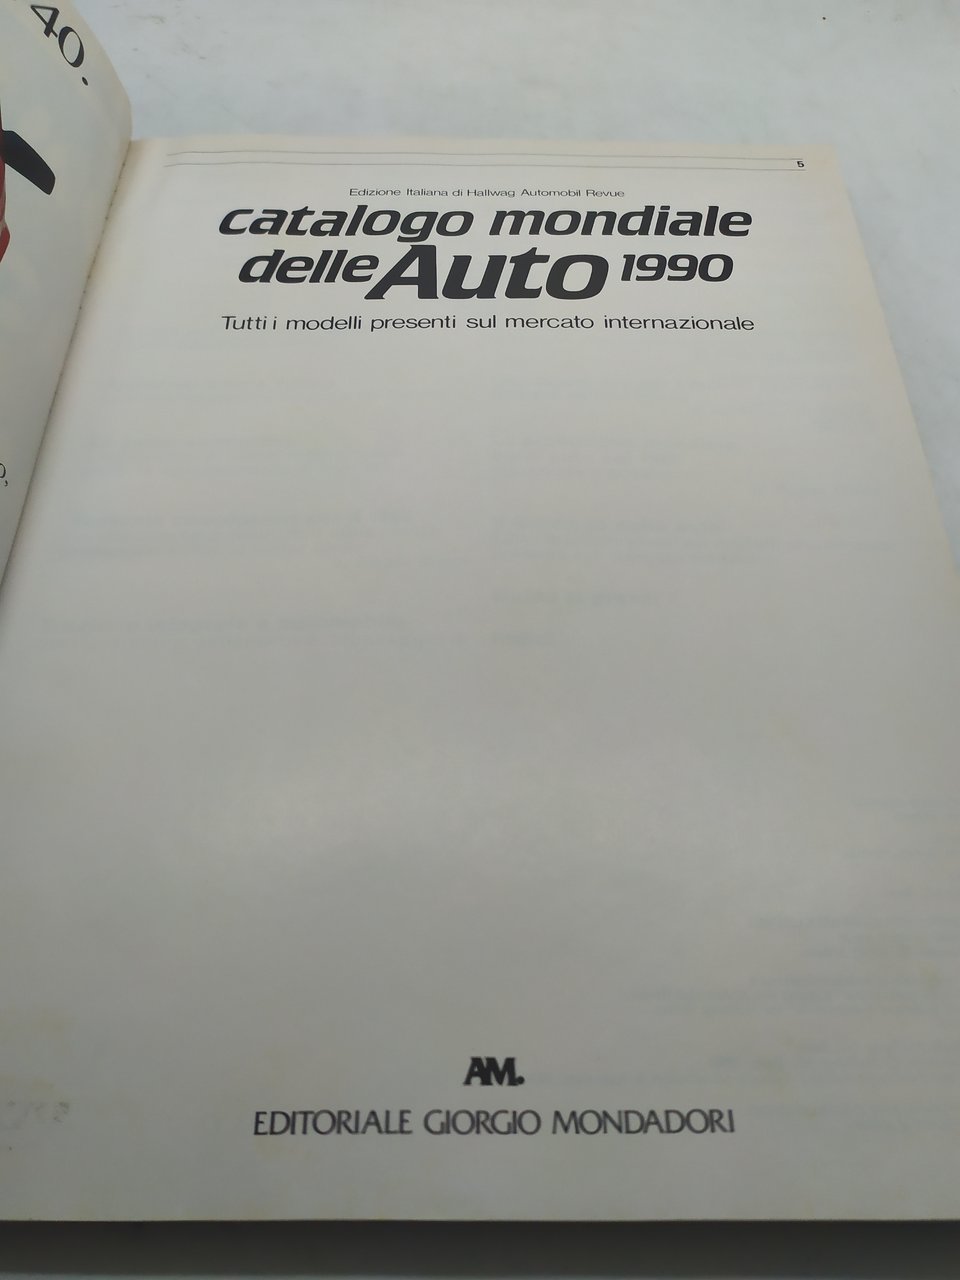 40.
5
Edizione Italiana di Hallwag Automobil Revue
catalogo mondiale
delle Auto 1990
Tutti i modelli presenti sul mercato internazionale
AM.
EDITORIALE GIORGIO MONDADORI